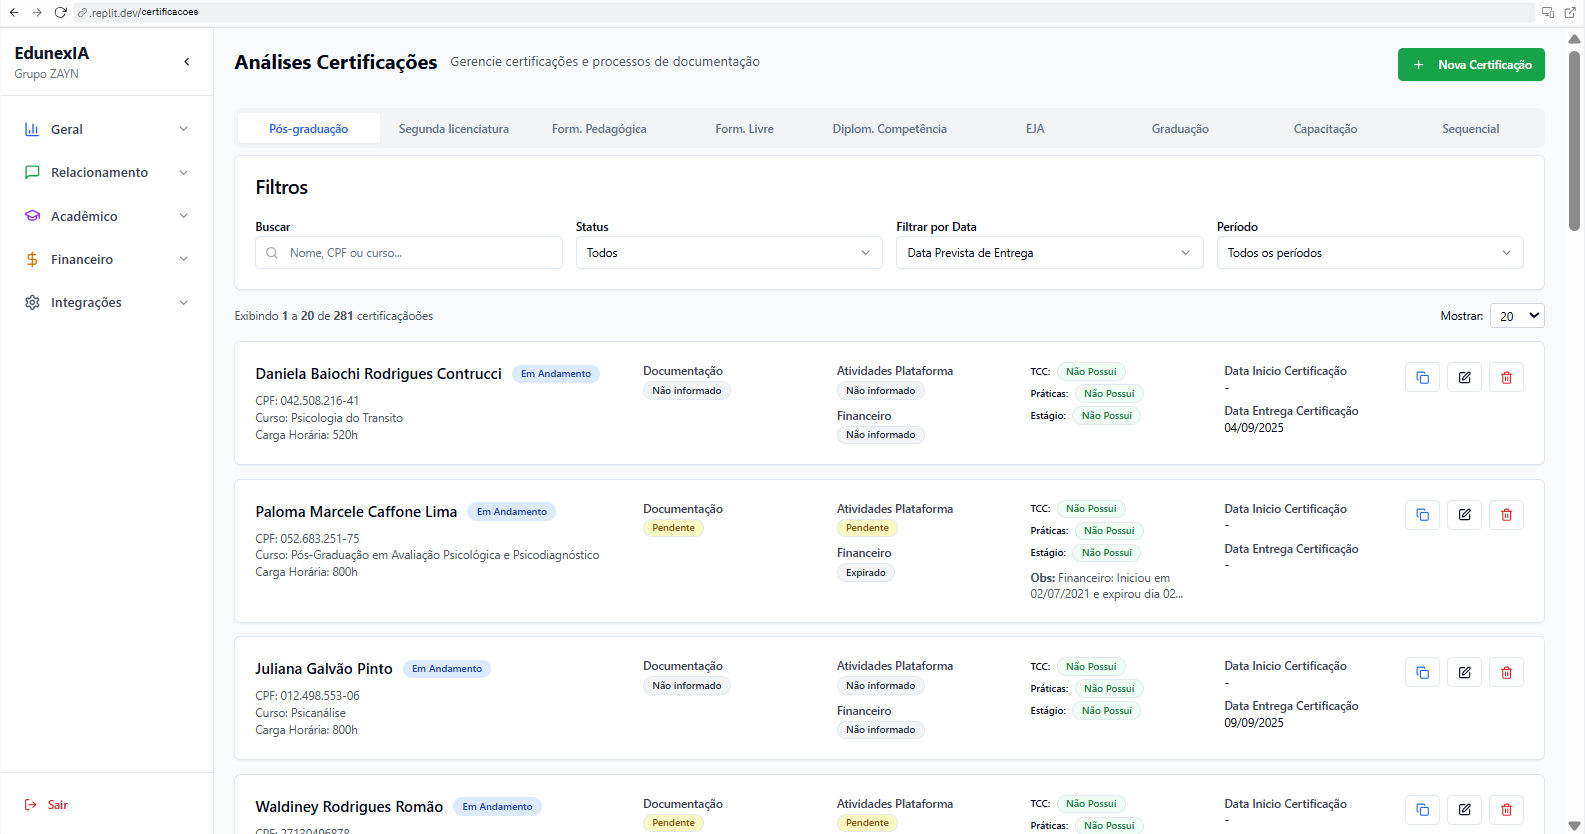 .replit.dev/certificacoes
EdunexIA
Grupo ZAYN
Geral
Relacionamento
Acadêmico
Financeiro
Integrações
Sair
Análises Certificações Gerencie certificações e processos de documentação
+ Nova Certificação
Pós-graduação Segunda licenciatura Form. Pedagógica Form. Livre Diplom. Competência EJA Graduação Capacitação Sequencial
Filtros
Buscar Status Filtrar por Data Período
Nome, CPF ou curso... Todos Data Prevista de Entrega Todos os períodos
Exibindo 1 a 20 de 281 certificaçãoões
Mostrar: 20
Daniela Baiochi Rodrigues Contrucci Em Andamento
CPF: 042.508.216-41
Curso: Psicologia do Transito
Carga Horária: 520h
Documentação
Não informado
Atividades Plataforma
Não informado
Financeiro
Não informado
TCC: Não Possui
Práticas: Não Possui
Estágio: Não Possui
Data Inicio Certificação
-
Data Entrega Certificação
04/09/2025
Paloma Marcele Caffone Lima Em Andamento
CPF: 052.683.251-75
Curso: Pós-Graduação em Avaliação Psicológica e Psicodiagnóstico
Carga Horária: 800h
Documentação
Pendente
Atividades Plataforma
Pendente
Financeiro
Expirado
TCC: Não Possui
Práticas: Não Possui
Estágio: Não Possui
Obs: Financeiro: Iniciou em
02/07/2021 e expirou dia 02...
Data Inicio Certificação
-
Data Entrega Certificação
-
Juliana Galvão Pinto Em Andamento
CPF: 012.498.553-06
Curso: Psicanálise
Carga Horária: 800h
Documentação
Não informado
Atividades Plataforma
Não informado
Financeiro
Não informado
TCC: Não Possui
Práticas: Não Possui
Estágio: Não Possui
Data Inicio Certificação
-
Data Entrega Certificação
09/09/2025
Waldiney Rodrigues Romão Em Andamento
CPF: 27130496878
Documentação
Pendente
Atividades Plataforma
Pendente
TCC: Não Possui
Práticas: Não Possui
Data Inicio Certificação
-